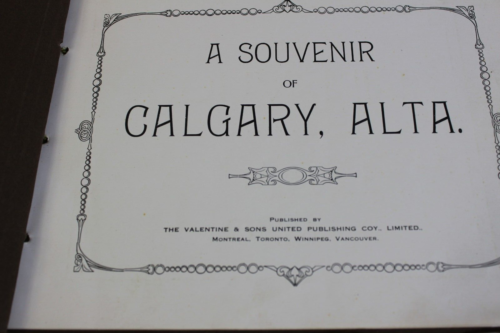 A SOUVENIR
OF
CALGARY, ALTA.
PUBLISHED BY
THE VALENTINE & SONS UNITED PUBLISHING COY., LIMITED,
MONTREAL, TORONTO, WINNIPEG, VANCOUVER.